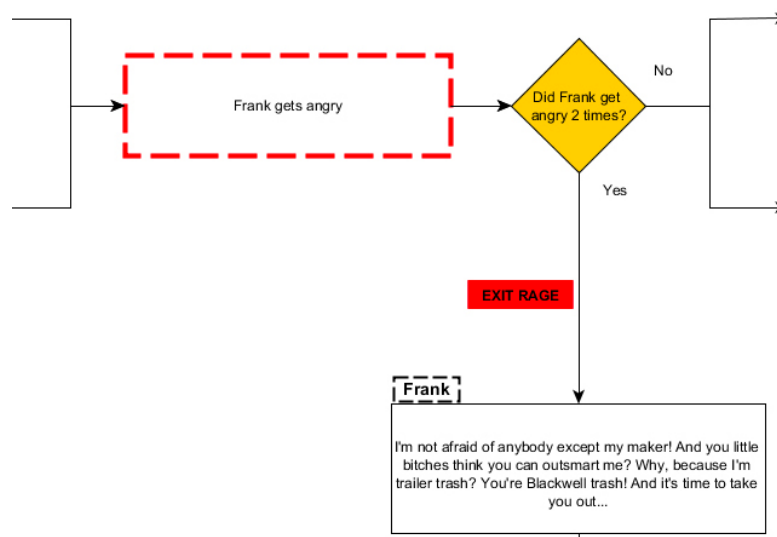 No
Frank gets angry
Did Frank get
angry 2 times?
Yes
EXIT RAGE
Frank
I'm not afraid of anybody except my maker! And you little
bitches think you can outsmart me? Why, because I'm
trailer trash? You're Blackwell trash! And it's time to take
you out...